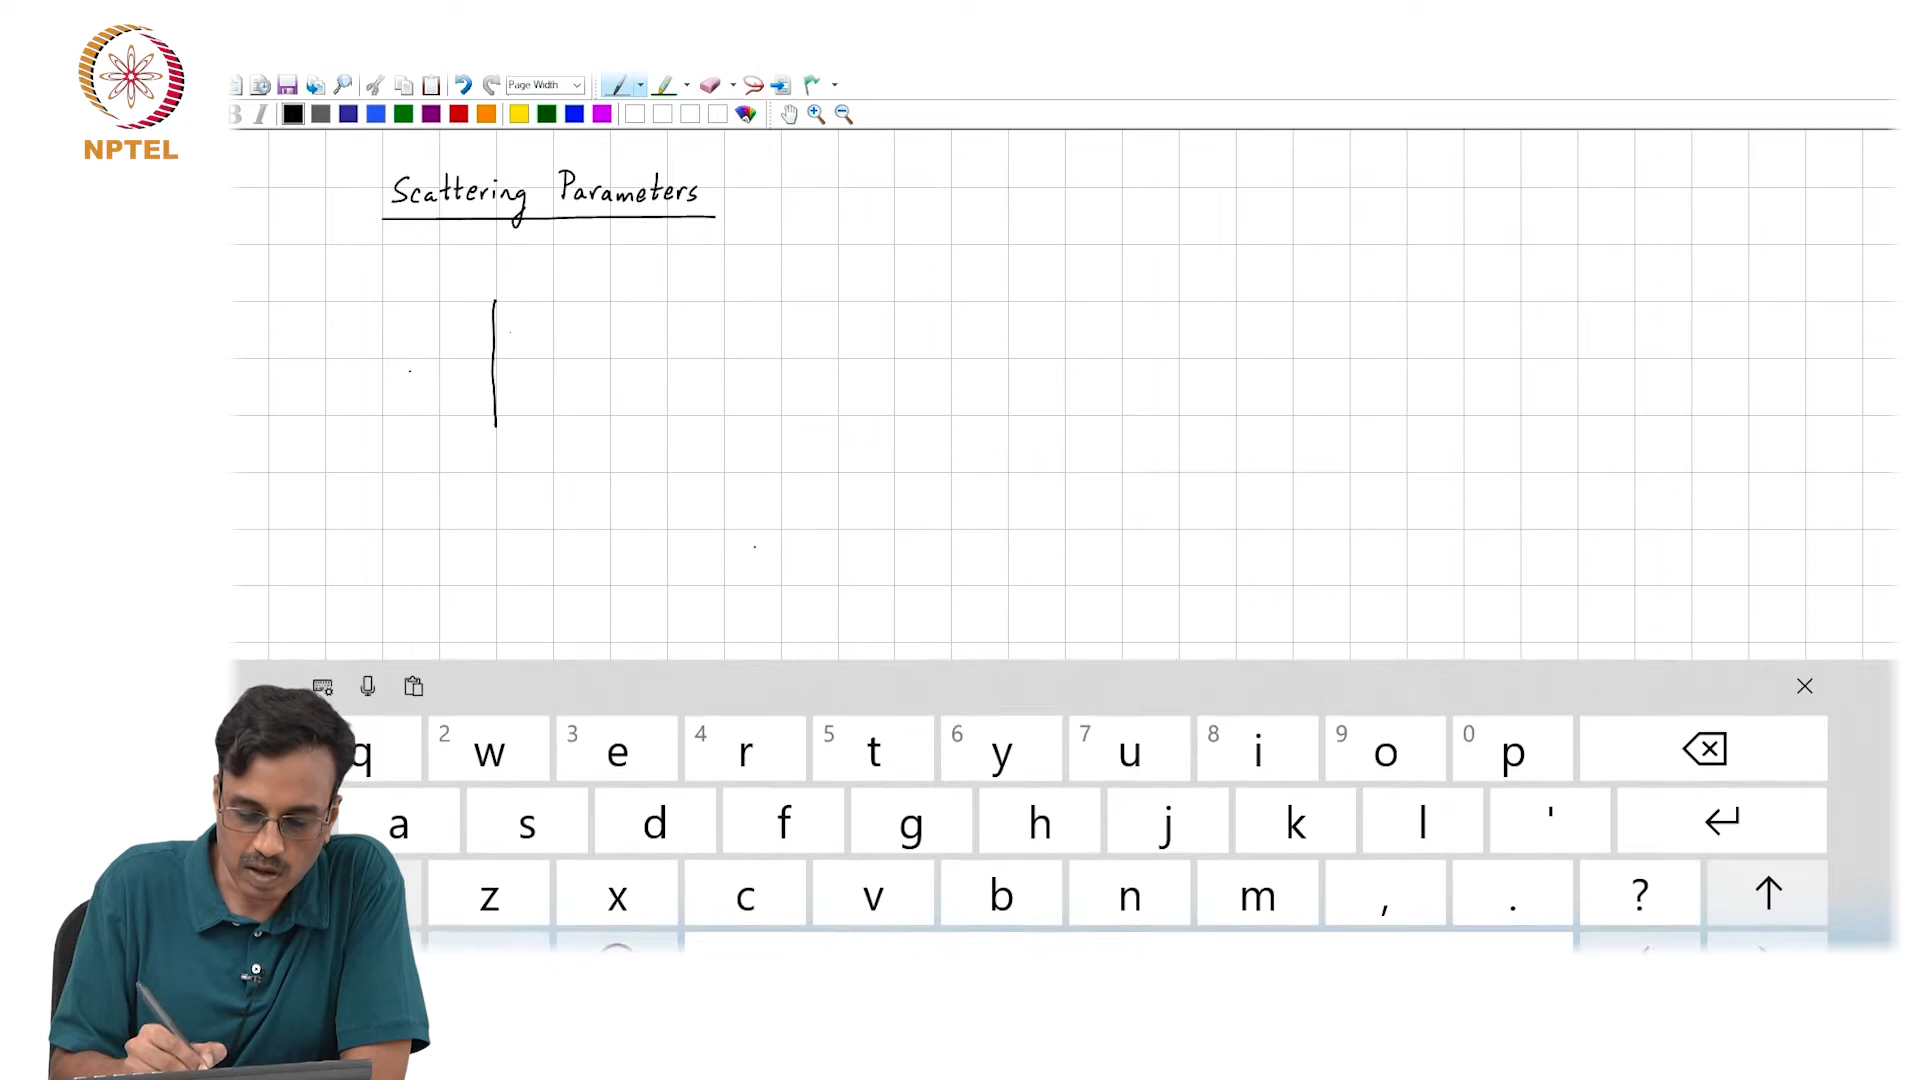 NPTEL
Page Width
B I
Scattering Parameters
q 2 w 3 e 4 r 5 t 6 y 7 u 8 i 9 o 0 p
a s d f g h j k l '
z x c v b n m , . ?